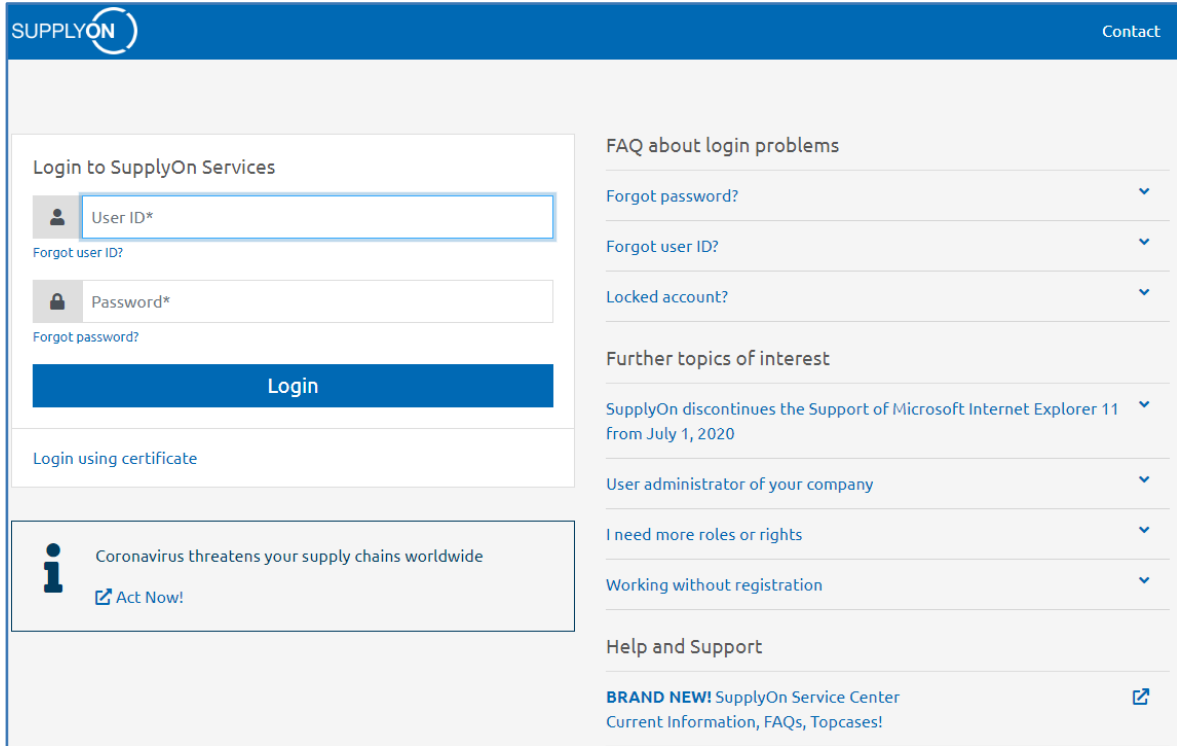 SUPPLYON
Contact
Login to SupplyOn Services
User ID*
Forgot user ID?
Password*
Forgot password?
Login
Login using certificate
Coronavirus threatens your supply chains worldwide
Act Now!
FAQ about login problems
Forgot password?
Forgot user ID?
Locked account?
Further topics of interest
SupplyOn discontinues the Support of Microsoft Internet Explorer 11
from July 1, 2020
User administrator of your company
I need more roles or rights
Working without registration
Help and Support
BRAND NEW! SupplyOn Service Center
Current Information, FAQs, Topcases!